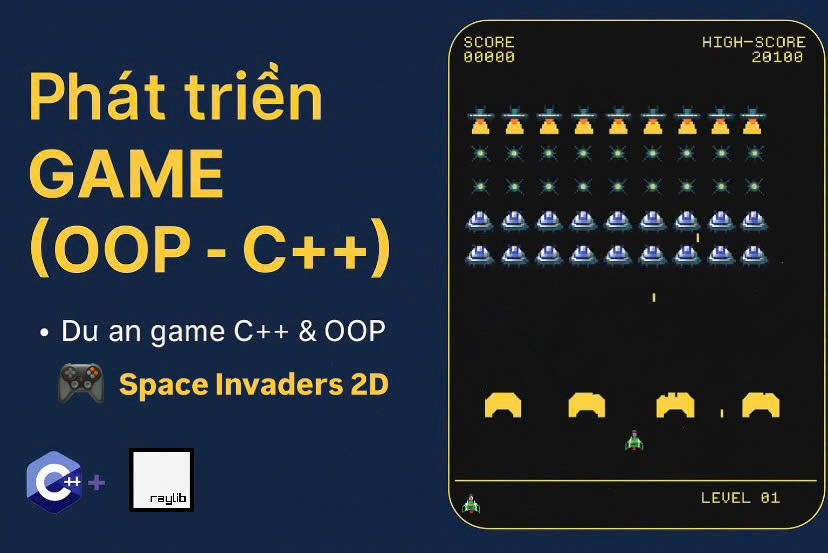 Phát triển
GAME
(OOP - C++)
• Du an game C++ & OOP
Space Invaders 2D
C++
+
raylib
SCORE
00000
HIGH-SCORE
20100
LEVEL 01